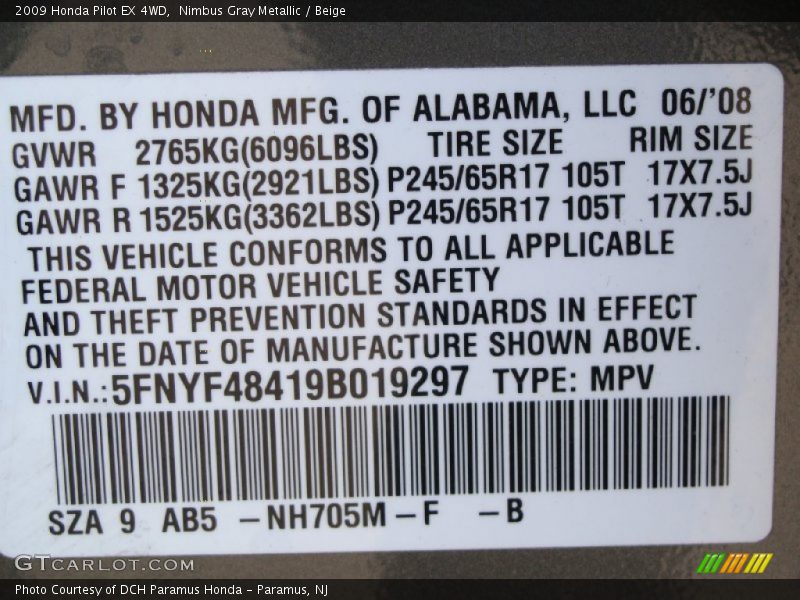 2009 Honda Pilot EX 4WD,  Nimbus Gray Metallic / Beige
MFD. BY HONDA MFG. OF ALABAMA, LLC 06/'08
GVWR 2765KG(6096LBS) TIRE SIZE RIM SIZE
GAWR F 1325KG(2921LBS) P245/65R17 105T 17X7.5J
GAWR R 1525KG(3362LBS) P245/65R17 105T 17X7.5J
THIS VEHICLE CONFORMS TO ALL APPLICABLE
FEDERAL MOTOR VEHICLE SAFETY
AND THEFT PREVENTION STANDARDS IN EFFECT
ON THE DATE OF MANUFACTURE SHOWN ABOVE.
V.I.N.:5FNYF48419B019297 TYPE: MPV
SZA 9 AB5 –NH705M–F –B
GTCARLOT.COM
Photo Courtesy of DCH Paramus Honda – Paramus, NJ